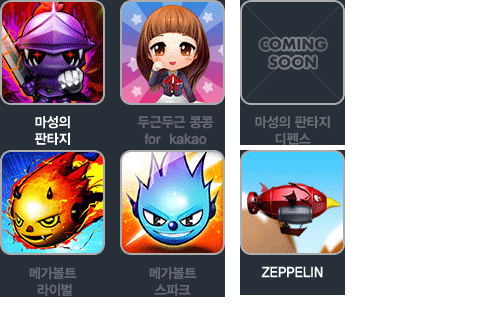 COMING
SOON
마성의
판타지
두근두근 콩콩
for kakao
마성의 판타지
디펜스
메가볼트
라이벌
메가볼트
스파크
ZEPPELIN